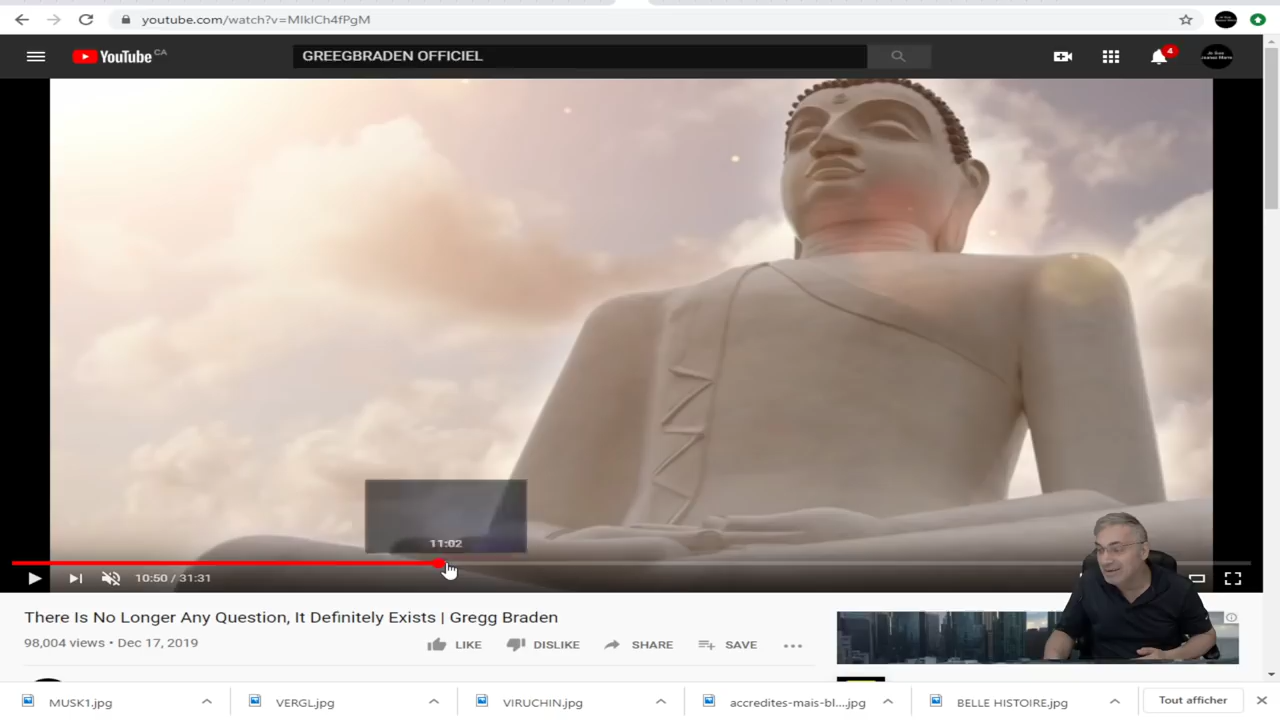 youtube.com/watch?v=MIkICh4fPgM
YouTube CA
GREEGBRADEN OFFICIEL
4
11:02
10:50 / 31:31
There Is No Longer Any Question, It Definitely Exists | Gregg Braden
98,004 views • Dec 17, 2019
LIKE
DISLIKE
SHARE
SAVE
MUSK1.jpg
VERGL.jpg
VIRUCHIN.jpg
accredites-mais-bl....jpg
BELLE HISTOIRE.jpg
Tout afficher